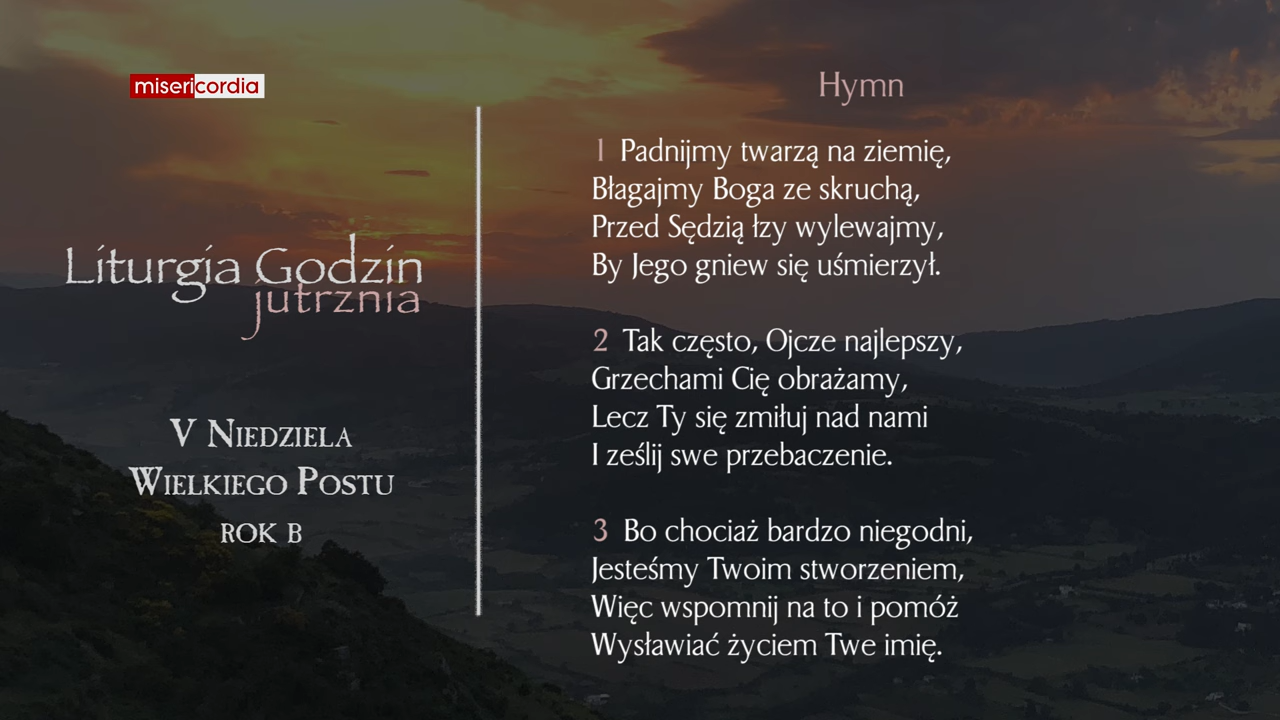 misericordia
Liturgia Godzin
jutrznia
V Niedziela
Wielkiego Postu
rok B
Hymn
1 Padnijmy twarzą na ziemię,
Błagajmy Boga ze skruchą,
Przed Sędzią łzy wylewajmy,
By Jego gniew się uśmierzył.
2 Tak często, Ojcze najlepszy,
Grzechami Cię obrażamy,
Lecz Ty się zmiłuj nad nami
I ześlij swe przebaczenie.
3 Bo chociaż bardzo niegodni,
Jesteśmy Twoim stworzeniem,
Więc wspomnij na to i pomóż
Wysławiać życiem Twe imię.